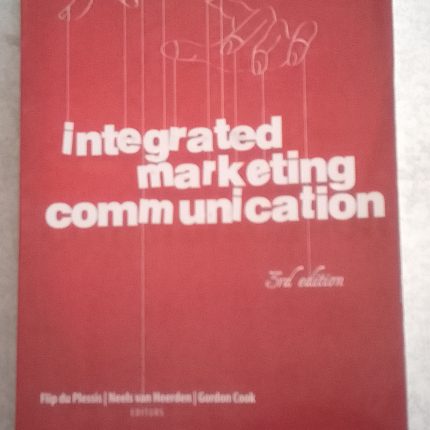 integrated
marketing
communication
3rd edition
Flip du Plessis | Neels van Heerden | Gordon Cook
EDITORS